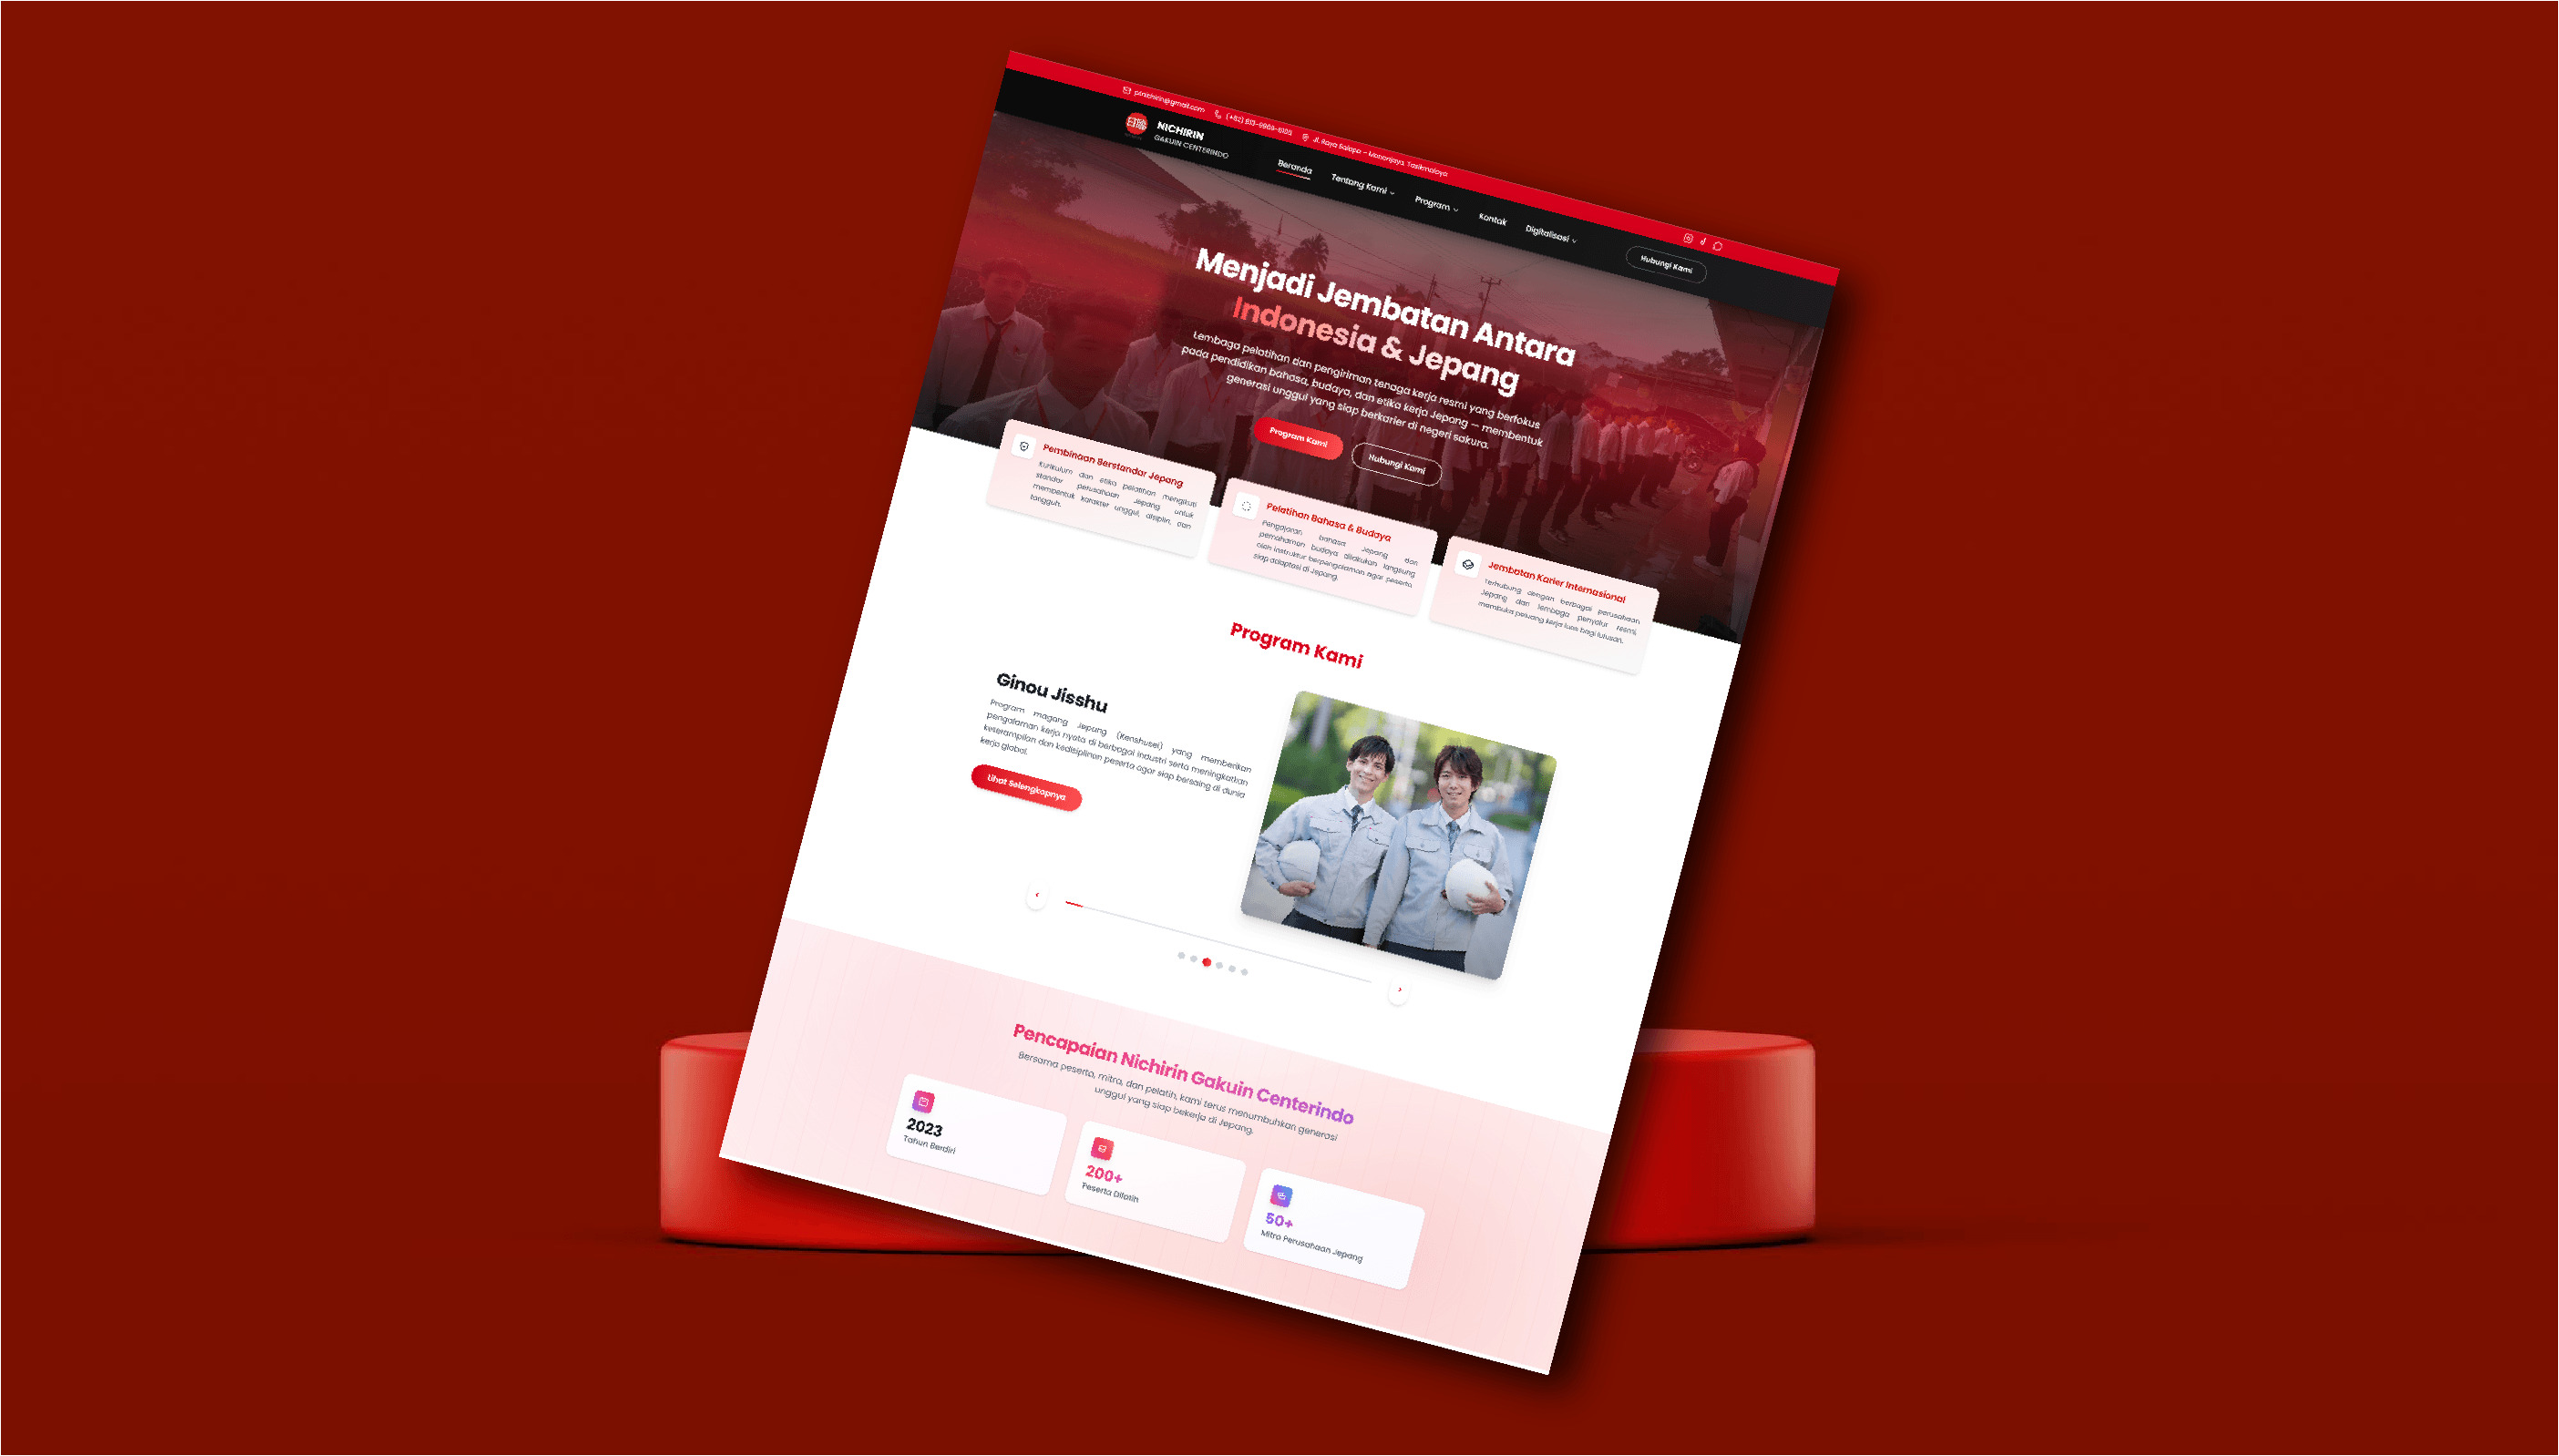 ptnichirin@gmail.com
Jl. Raya Salopa – Manonjaya, Tasikmalaya
NICHIRIN
GAKUIN CENTERINDO
Beranda
Tentang Kami
Program
Kontak
Digitalisasi
Hubungi Kami
Menjadi Jembatan Antara
Indonesia & Jepang
Lembaga pelatihan dan pengiriman tenaga kerja resmi yang berfokus
pada pendidikan bahasa, budaya, dan etika kerja Jepang — membentuk
generasi unggul yang siap berkarier di negeri sakura.
Program Kami
Hubungi Kami
Pembinaan Berstandar Jepang
Kurikulum dan etika pelatihan mengikuti
standar perusahaan Jepang untuk
membentuk karakter unggul, disiplin, dan
tangguh.
Pelatihan Bahasa & Budaya
Pengajaran bahasa Jepang dan
pemahaman budaya dilakukan langsung
oleh instruktur berpengalaman agar peserta
siap adaptasi di Jepang.
Jembatan Karier Internasional
Terhubung dengan berbagai perusahaan
Jepang dan lembaga penyalur resmi,
membuka peluang kerja luas bagi lulusan.
Program Kami
Ginou Jisshu
Program magang Jepang (Kenshusei) yang memberikan
pengalaman kerja nyata di berbagai industri serta meningkatkan
keterampilan dan kedisiplinan peserta agar siap bersaing di dunia
kerja global.
Lihat Selengkapnya
Pencapaian Nichirin Gakuin Centerindo
Bersama peserta, mitra, dan pelatih, kami terus menumbuhkan generasi
unggul yang siap bekerja di Jepang.
2023
Tahun Berdiri
200+
Peserta Dilatih
50+
Mitra Perusahaan Jepang